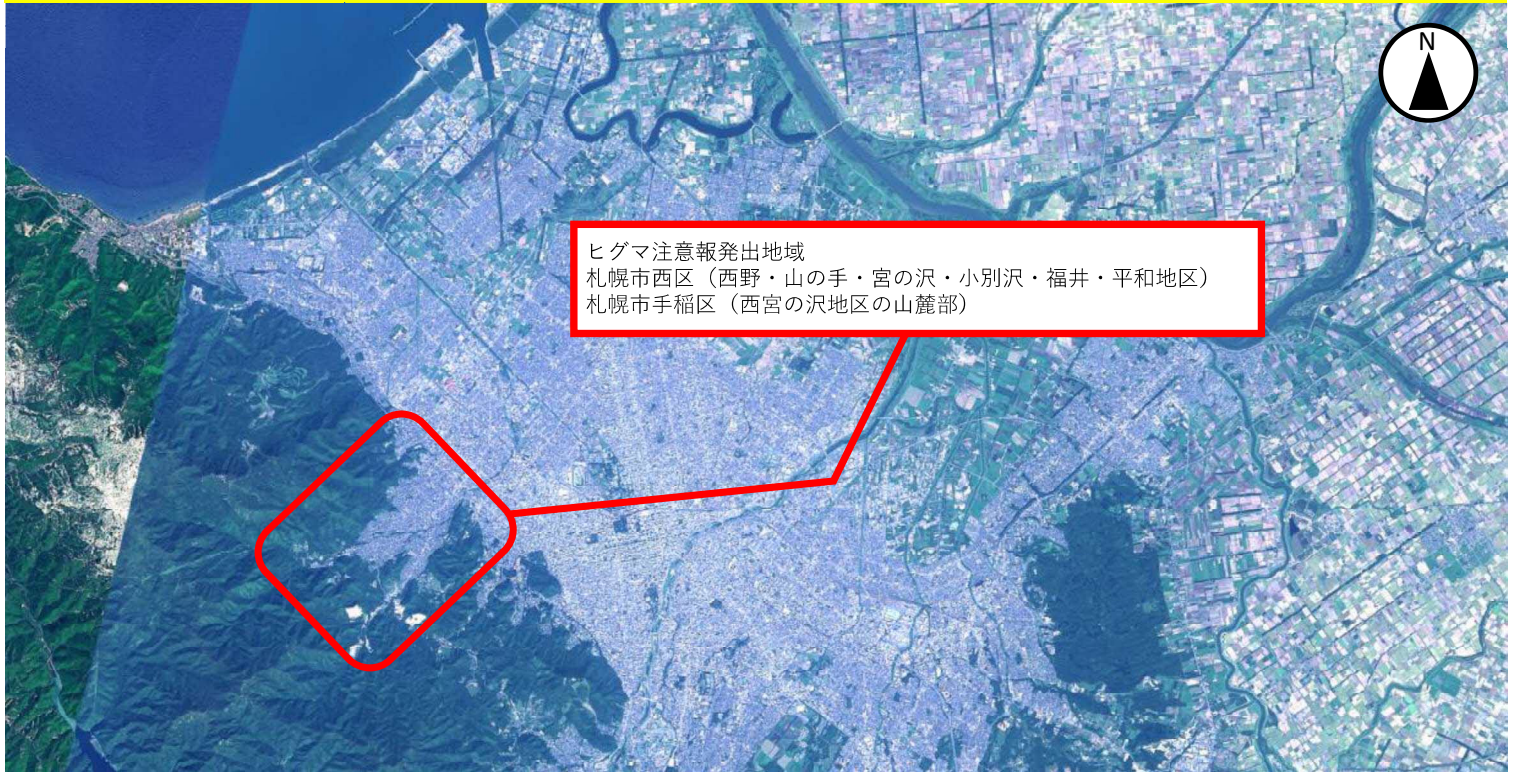 N
ヒグマ注意報発出地域
札幌市西区（西野・山の手・宮の沢・小別沢・福井・平和地区）
札幌市手稲区（西宮の沢地区の山麓部）